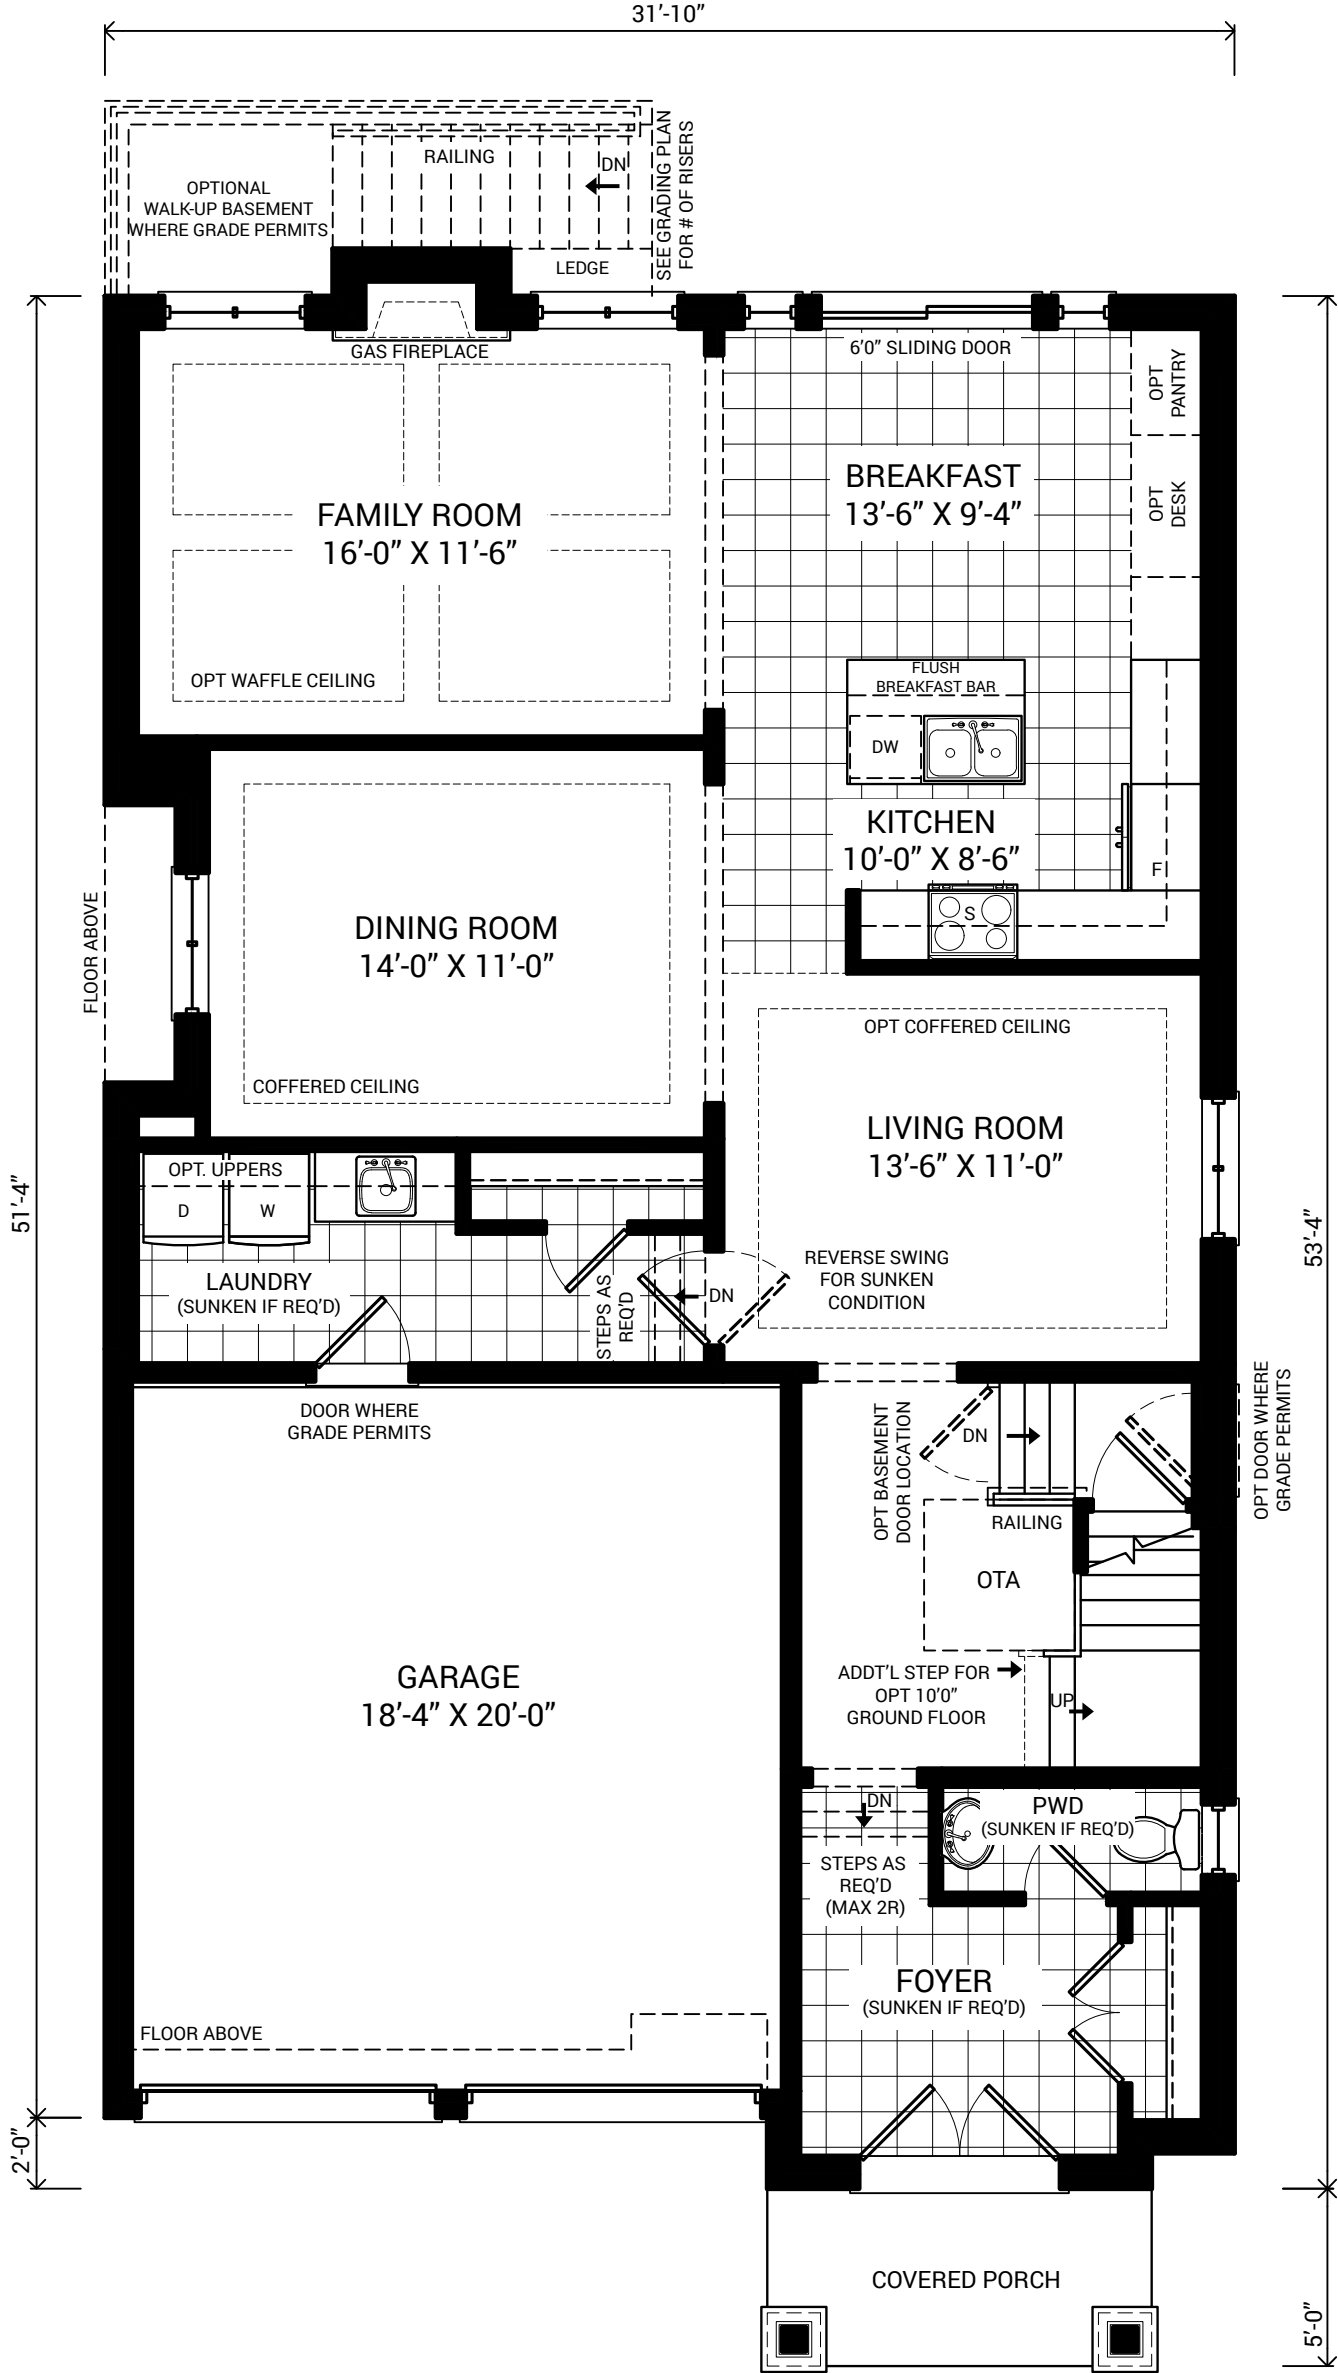 31’-10”
RAILING
DN
OPTIONAL
WALK-UP BASEMENT
WHERE GRADE PERMITS
SEE GRADING PLAN
FOR # OF RISERS
LEDGE
GAS FIREPLACE
6’0” SLIDING DOOR
OPT
PANTRY
BREAKFAST
13’-6” X 9’-4”
OPT
DESK
FAMILY ROOM
16’-0” X 11’-6”
OPT WAFFLE CEILING
FLUSH
BREAKFAST BAR
DW
KITCHEN
10’-0” X 8’-6”
F
S
FLOOR ABOVE
DINING ROOM
14’-0” X 11’-0”
COFFERED CEILING
OPT COFFERED CEILING
LIVING ROOM
13’-6” X 11’-0”
51’-4”
53’-4”
OPT. UPPERS
D
W
LAUNDRY
(SUNKEN IF REQ’D)
STEPS AS
REQ’D
DN
REVERSE SWING
FOR SUNKEN
CONDITION
DOOR WHERE
GRADE PERMITS
OPT BASEMENT
DOOR LOCATION
DN
OPT DOOR WHERE
GRADE PERMITS
RAILING
OTA
GARAGE
18’-4” X 20’-0”
ADDT’L STEP FOR
OPT 10’0”
GROUND FLOOR
UP
DN
PWD
(SUNKEN IF REQ’D)
STEPS AS
REQ’D
(MAX 2R)
FOYER
(SUNKEN IF REQ’D)
FLOOR ABOVE
2’-0”
COVERED PORCH
5’-0”